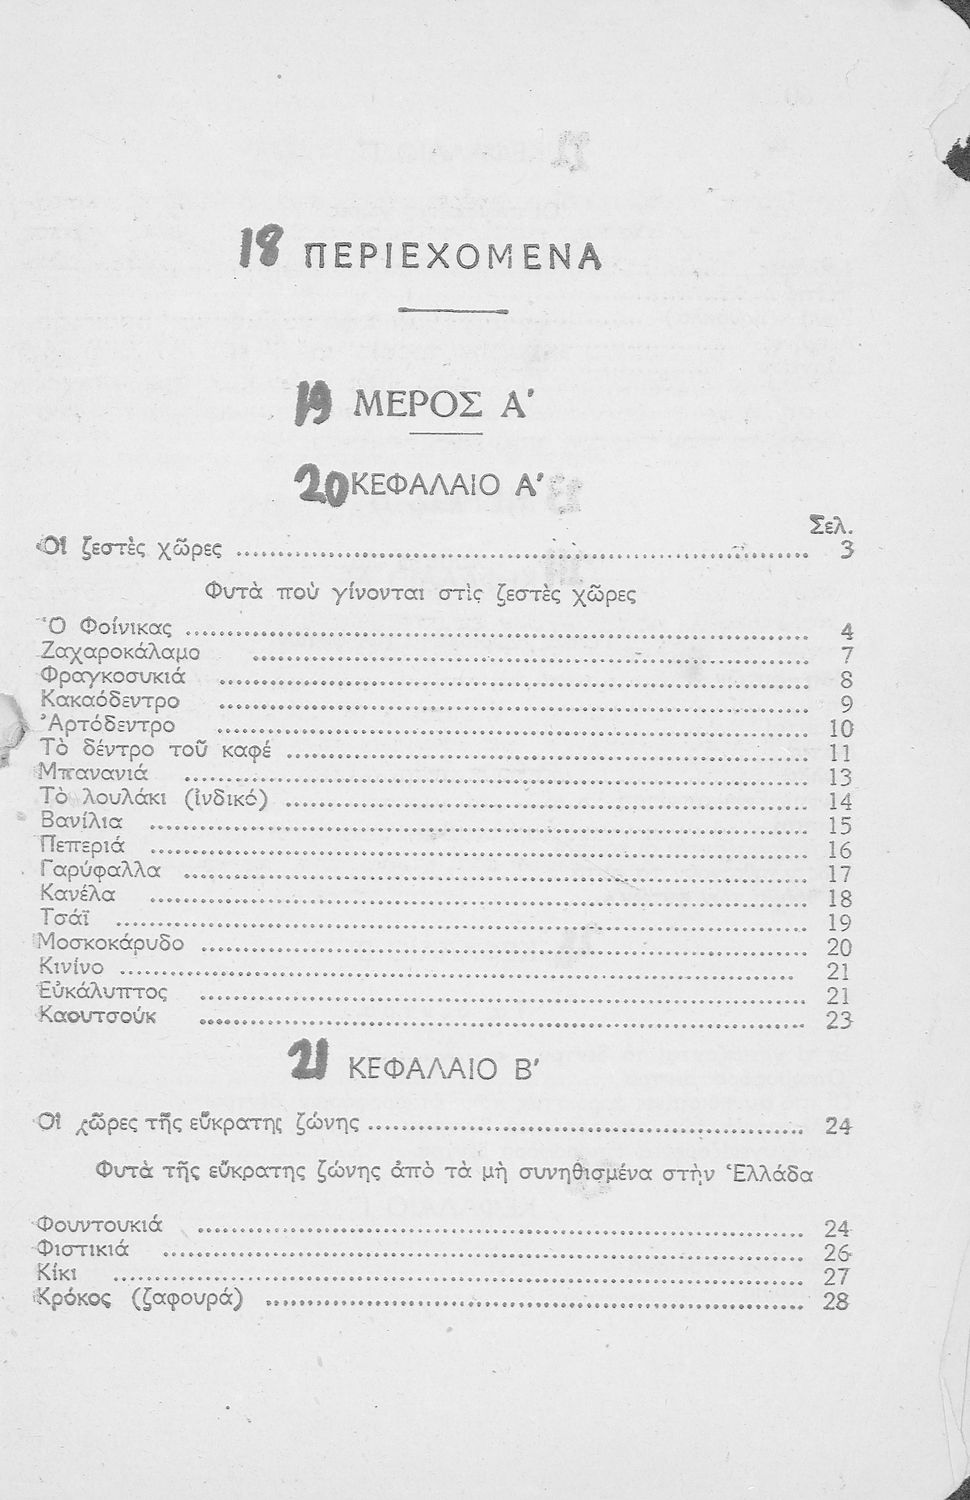 18 ΠΕΡΙΕΧΟΜΕΝΑ
19 ΜΕΡΟΣ Α'
20 ΚΕΦΑΛΑΙΟ Α'
Σελ.
Οἱ ζεστὲς χῶρες .......... 3
Φυτὰ ποὺ γίνονται στὶς ζεστὲς χῶρες
Ὁ Φοίνικας .......... 4
Ζαχαροκάλαμο .......... 7
Φραγκοσυκιά .......... 8
Κακαόδεντρο .......... 9
Ἀρτόδεντρο .......... 10
Τὸ δέντρο τοῦ καφέ .......... 11
Μπανανιά .......... 13
Τὸ λουλάκι (ἰνδικό) .......... 14
Βανίλια .......... 15
Πεπεριά .......... 16
Γαρύφαλλα .......... 17
Κανέλα .......... 18
Τσάϊ .......... 19
Μοσκοκάρυδο .......... 20
Κινίνο .......... 21
Εὐκάλυπτος .......... 21
Καουτσούκ .......... 23
21 ΚΕΦΑΛΑΙΟ Β'
Οἱ χῶρες τῆς εὔκρατης ζώνης .......... 24
Φυτὰ τῆς εὔκρατης ζώνης ἀπὸ τὰ μὴ συνηθισμένα στὴν Ἑλλάδα
Φουντουκιά .......... 24
Φιστικιά .......... 26
Κίκι .......... 27
Κρόκος (ζαφουρά) .......... 28